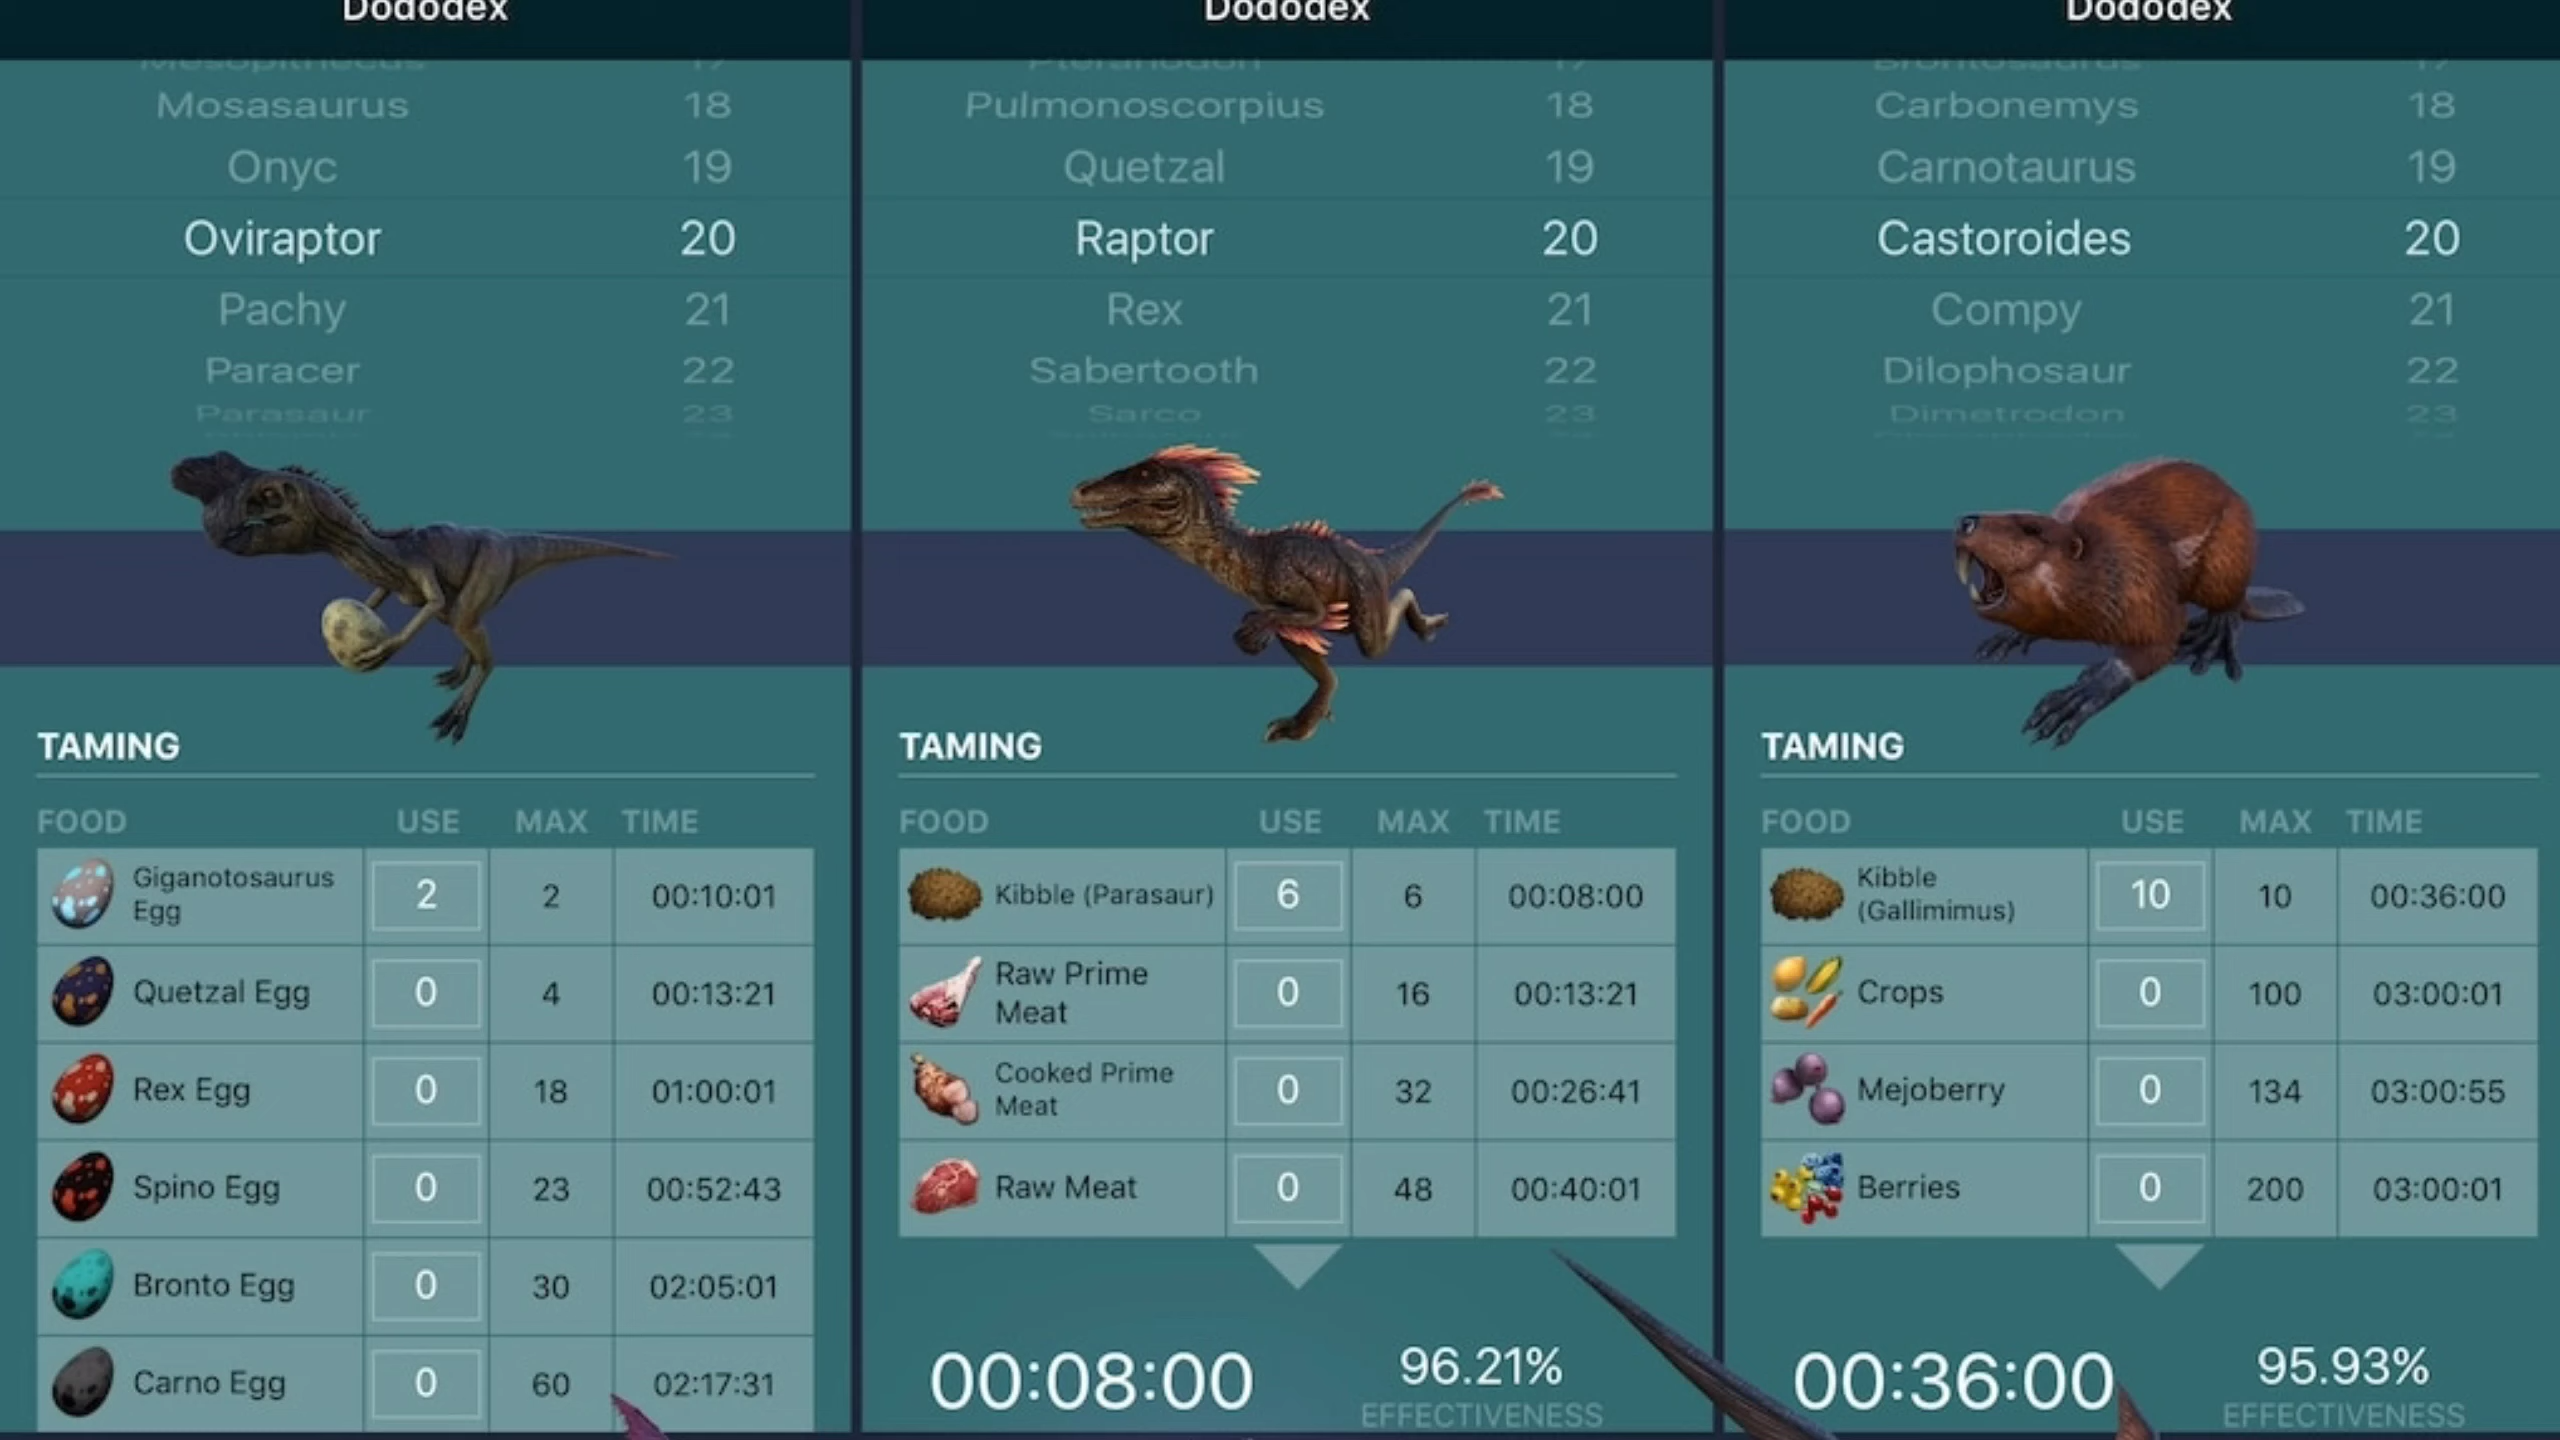 Dododex
Mesopithecus 17
Mosasaurus 18
Onyc 19
Oviraptor 20
Pachy 21
Paracer 22
Parasaur 23
TAMING
FOOD USE MAX TIME
Giganotosaurus
Egg 2 2 00:10:01
Quetzal Egg 0 4 00:13:21
Rex Egg 0 18 01:00:01
Spino Egg 0 23 00:52:43
Bronto Egg 0 30 02:05:01
Carno Egg 0 60 02:17:31
Dododex
Pteranodon 17
Pulmonoscorpius 18
Quetzal 19
Raptor 20
Rex 21
Sabertooth 22
Sarco 23
TAMING
FOOD USE MAX TIME
Kibble (Parasaur) 6 6 00:08:00
Raw Prime
Meat 0 16 00:13:21
Cooked Prime
Meat 0 32 00:26:41
Raw Meat 0 48 00:40:01
00:08:00 96.21%
EFFECTIVENESS
Dododex
Brontosaurus 17
Carbonemys 18
Carnotaurus 19
Castoroides 20
Compy 21
Dilophosaur 22
Dimetrodon 23
TAMING
FOOD USE MAX TIME
Kibble
(Gallimimus) 10 10 00:36:00
Crops 0 100 03:00:01
Mejoberry 0 134 03:00:55
Berries 0 200 03:00:01
00:36:00 95.93%
EFFECTIVENESS